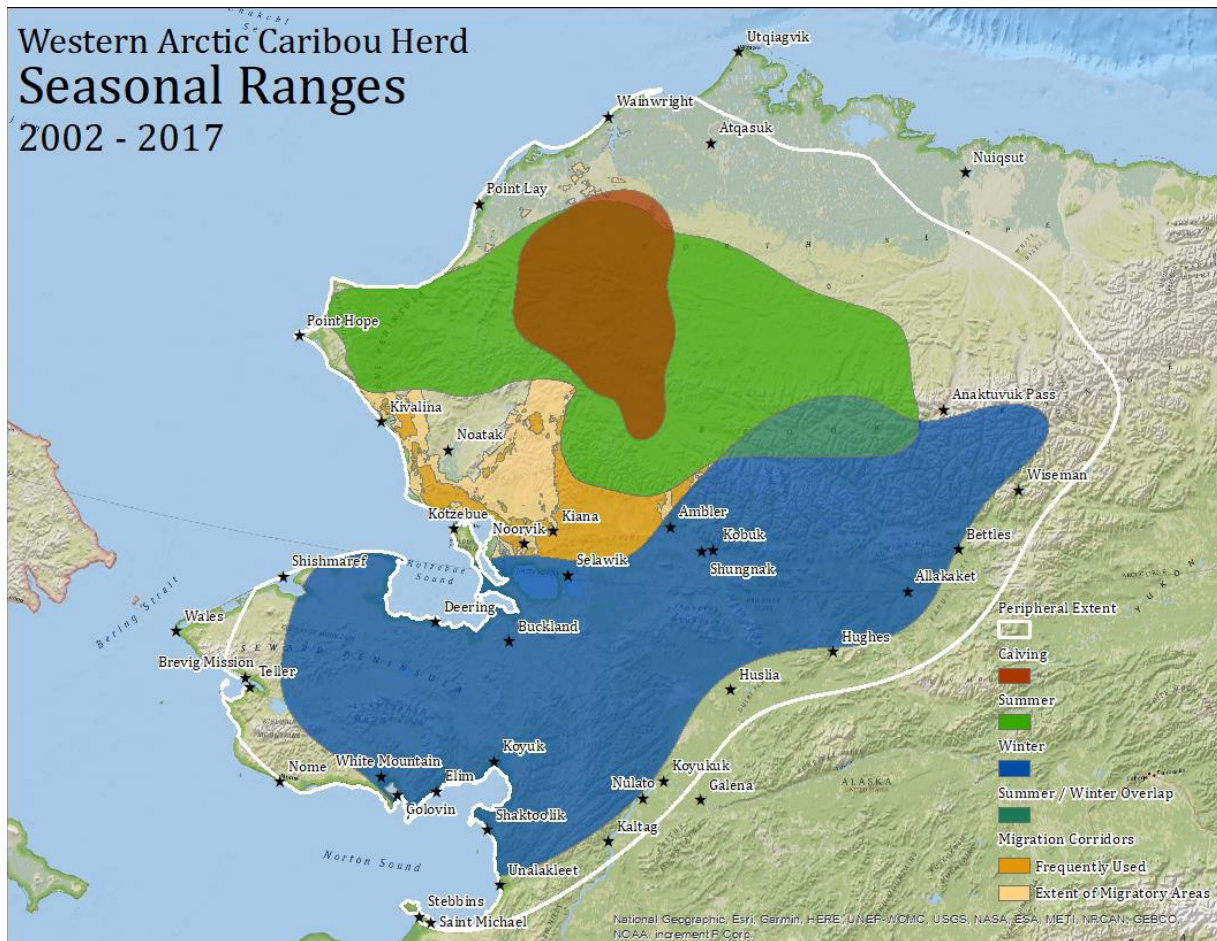 Western Arctic Caribou Herd
Seasonal Ranges
2002 - 2017
Utqiagvik
Wainwright
Atqasuk
Nuiqsut
Point Lay
Point Hope
Anaktuvuk Pass
Kivalina
Noatak
Wiseman
Kotzebue
Noorvik
Kiana
Ambler
Kobuk
Bettles
Shishmaref
Kotzebue
Sound
Selawik
Shungnak
Allakaket
Bering Strait
Wales
Deering
Buckland
SEWARD PENINSULA
Brevig Mission
Teller
Hughes
Huslia
YUKON
Peripheral Extent
Calving
Summer
Winter
Summer / Winter Overlap
Migration Corridors
Frequently Used
Extent of Migratory Areas
Nome
White Mountain
Koyuk
Elim
Golovin
Nulato
Koyukuk
Galena
ALASKA
Shaktoolik
Kaltag
Norton Sound
Unalakleet
Stebbins
Saint Michael
National Geographic, Esri, Garmin, HERE, UNEP-WCMC, USGS, NASA, ESA, METI, NRCAN, GEBCO,
NOAA, increment P Corp.